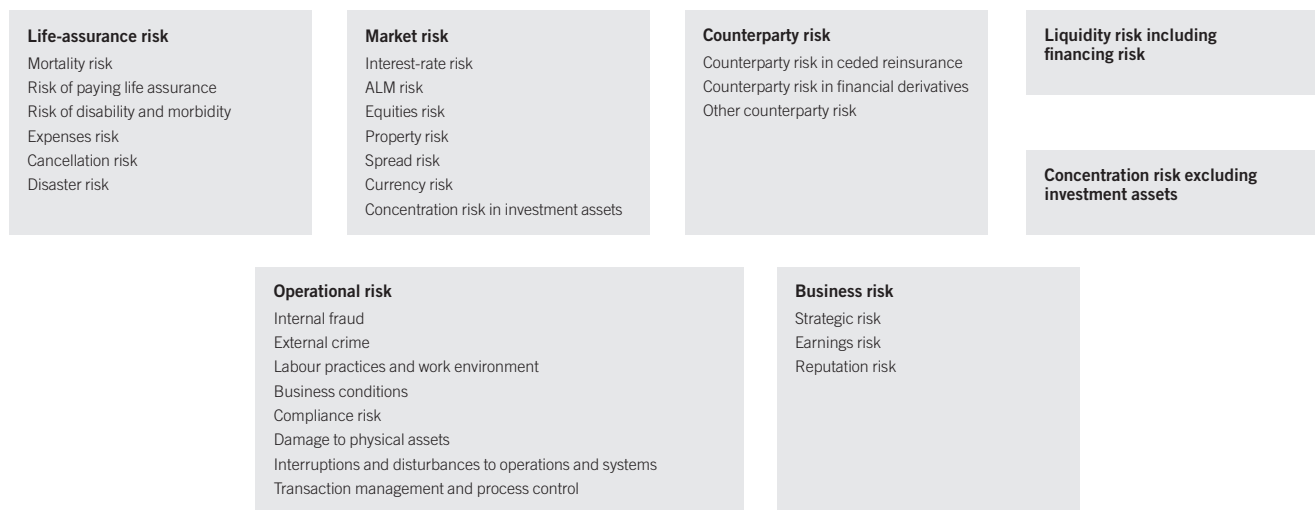 Life-assurance risk
Mortality risk
Risk of paying life assurance
Risk of disability and morbidity
Expenses risk
Cancellation risk
Disaster risk
Market risk
Interest-rate risk
ALM risk
Equities risk
Property risk
Spread risk
Currency risk
Concentration risk in investment assets
Counterparty risk
Counterparty risk in ceded reinsurance
Counterparty risk in financial derivatives
Other counterparty risk
Liquidity risk including
financing risk
Concentration risk excluding
investment assets
Operational risk
Internal fraud
External crime
Labour practices and work environment
Business conditions
Compliance risk
Damage to physical assets
Interruptions and disturbances to operations and systems
Transaction management and process control
Business risk
Strategic risk
Earnings risk
Reputation risk